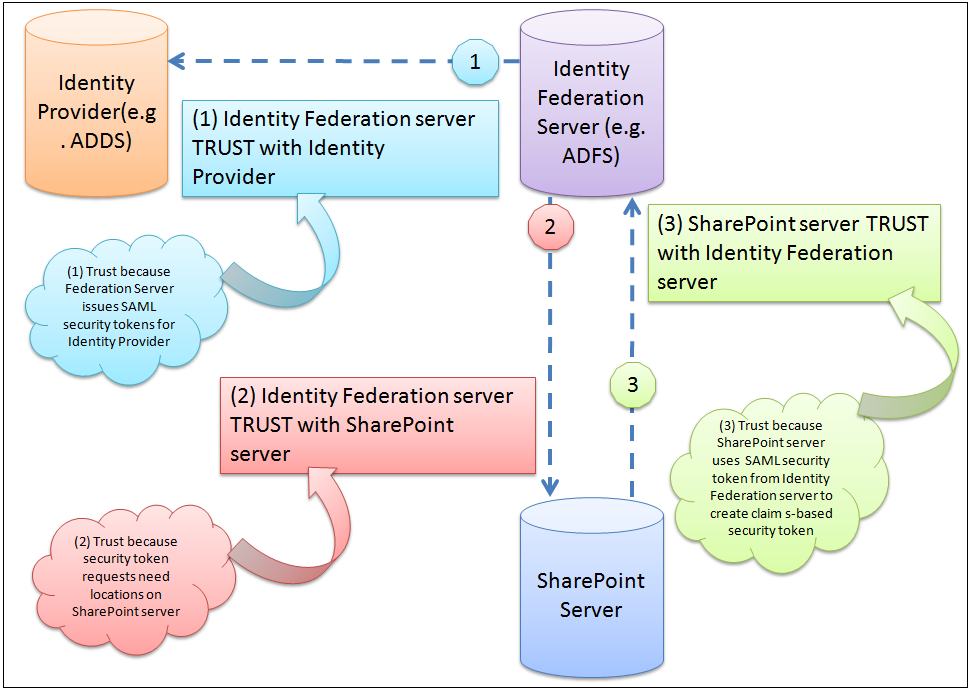 Identity
Provider(e.g
. ADDS)
1
Identity
Federation
Server (e.g.
ADFS)
(1) Identity Federation server
TRUST with Identity
Provider
2
(3) SharePoint server TRUST
with Identity Federation
server
(1) Trust because
Federation Server
issues SAML
security tokens for
Identity Provider
3
(2) Identity Federation server
TRUST with SharePoint
server
(3) Trust because
SharePoint server
uses SAML security
token from Identity
Federation server to
create claim s-based
security token
(2) Trust because
security token
requests need
locations on
SharePoint server
SharePoint
Server